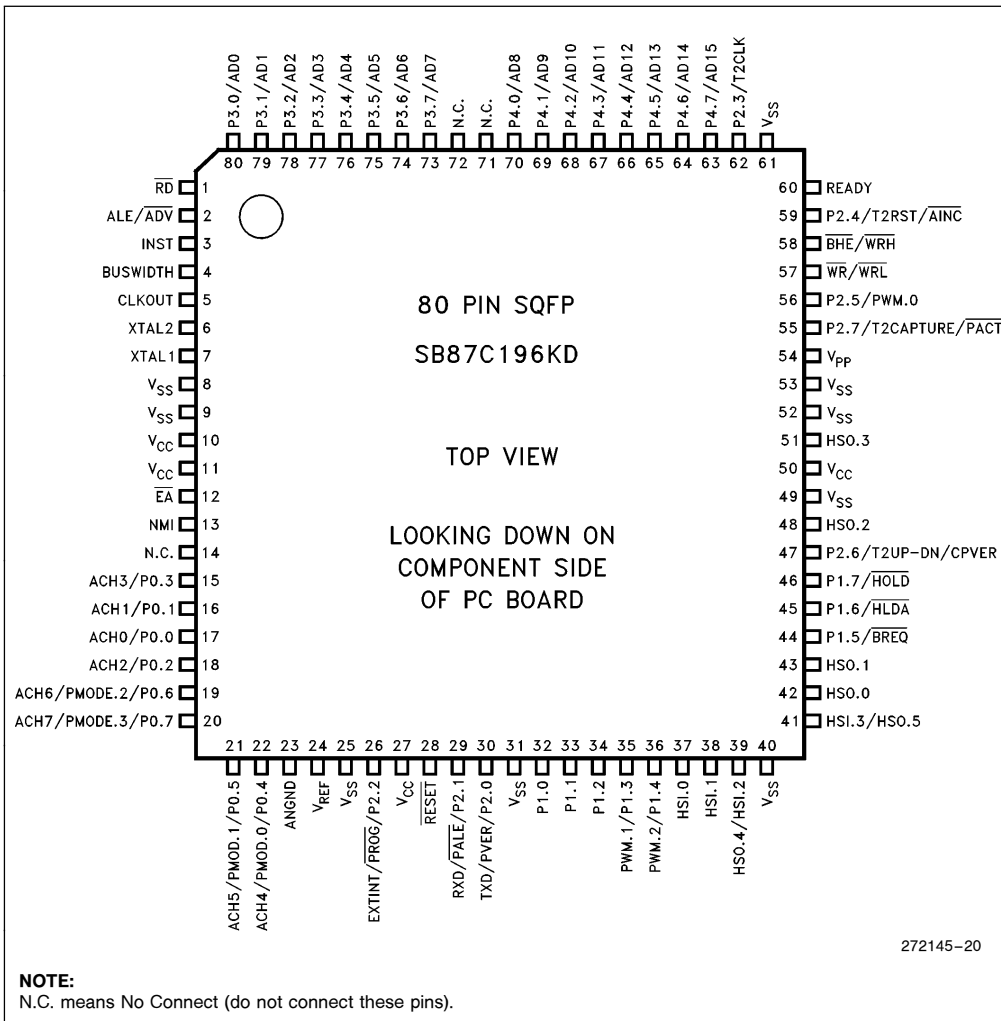 P3.0/AD0
P3.1/AD1
P3.2/AD2
P3.3/AD3
P3.4/AD4
P3.5/AD5
P3.6/AD6
P3.7/AD7
N.C.
N.C.
P4.0/AD8
P4.1/AD9
P4.2/AD10
P4.3/AD11
P4.4/AD12
P4.5/AD13
P4.6/AD14
P4.7/AD15
P2.3/T2CLK
VSS
80 79 78 77 76 75 74 73 72 71 70 69 68 67 66 65 64 63 62 61
RD 1
ALE/ADV 2
INST 3
BUSWIDTH 4
CLKOUT 5
XTAL2 6
XTAL1 7
VSS 8
VSS 9
VCC 10
VCC 11
EA 12
NMI 13
N.C. 14
ACH3/P0.3 15
ACH1/P0.1 16
ACH0/P0.0 17
ACH2/P0.2 18
ACH6/PMODE.2/P0.6 19
ACH7/PMODE.3/P0.7 20
80 PIN SQFP
SB87C196KD
TOP VIEW
LOOKING DOWN ON
COMPONENT SIDE
OF PC BOARD
60 READY
59 P2.4/T2RST/AINC
58 BHE/WRH
57 WR/WRL
56 P2.5/PWM.0
55 P2.7/T2CAPTURE/PACT
54 VPP
53 VSS
52 VSS
51 HSO.3
50 VCC
49 VSS
48 HSO.2
47 P2.6/T2UP-DN/CPVER
46 P1.7/HOLD
45 P1.6/HLDA
44 P1.5/BREQ
43 HSO.1
42 HSO.0
41 HSI.3/HSO.5
21 22 23 24 25 26 27 28 29 30 31 32 33 34 35 36 37 38 39 40
ACH5/PMOD.1/P0.5
ACH4/PMOD.0/P0.4
ANGND
VREF
VSS
EXTINT/PROG/P2.2
VCC
RESET
RXD/PALE/P2.1
TXD/PVER/P2.0
VSS
P1.0
P1.1
P1.2
PWM.1/P1.3
PWM.2/P1.4
HSI.0
HSI.1
HSO.4/HSI.2
VSS
272145-20
NOTE:
N.C. means No Connect (do not connect these pins).